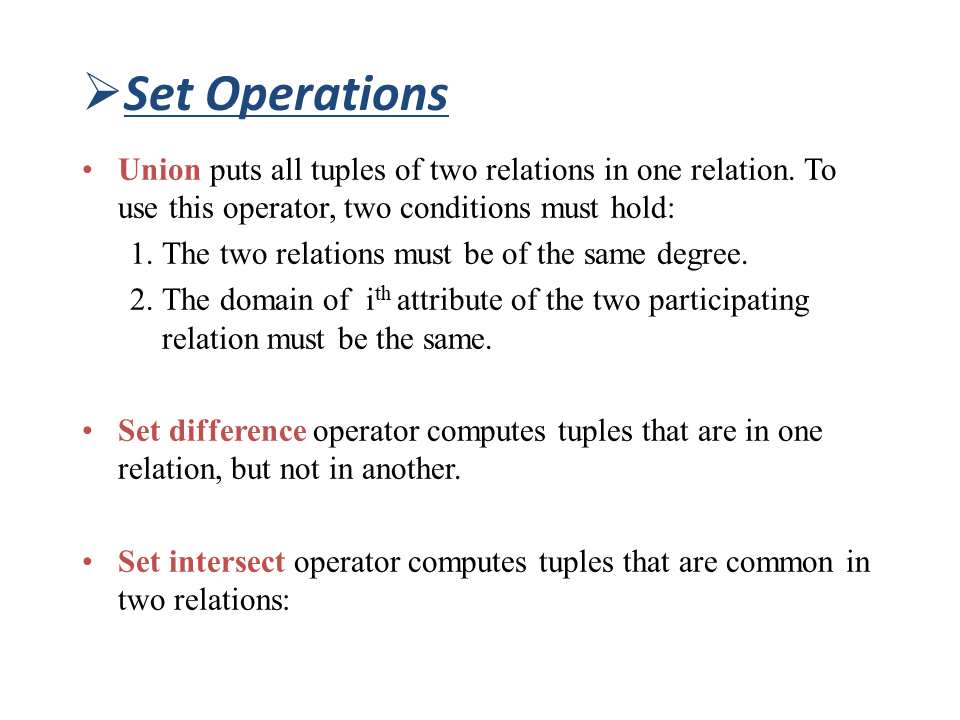 ➢Set Operations
• Union puts all tuples of two relations in one relation. To
use this operator, two conditions must hold:
1. The two relations must be of the same degree.
2. The domain of ith attribute of the two participating
relation must be the same.
• Set difference operator computes tuples that are in one
relation, but not in another.
• Set intersect operator computes tuples that are common in
two relations: